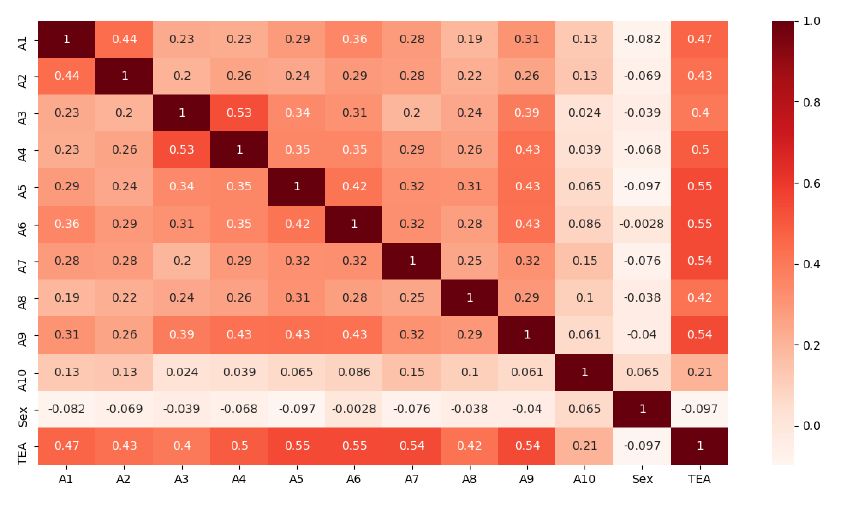 A1 1 0.44 0.23 0.23 0.29 0.36 0.28 0.19 0.31 0.13 -0.082 0.47
A2 0.44 1 0.2 0.26 0.24 0.29 0.28 0.22 0.26 0.13 -0.069 0.43
A3 0.23 0.2 1 0.53 0.34 0.31 0.2 0.24 0.39 0.024 -0.039 0.4
A4 0.23 0.26 0.53 1 0.35 0.35 0.29 0.26 0.43 0.039 -0.068 0.5
A5 0.29 0.24 0.34 0.35 1 0.42 0.32 0.31 0.43 0.065 -0.097 0.55
A6 0.36 0.29 0.31 0.35 0.42 1 0.32 0.28 0.43 0.086 -0.0028 0.55
A7 0.28 0.28 0.2 0.29 0.32 0.32 1 0.25 0.32 0.15 -0.076 0.54
A8 0.19 0.22 0.24 0.26 0.31 0.28 0.25 1 0.29 0.1 -0.038 0.42
A9 0.31 0.26 0.39 0.43 0.43 0.43 0.32 0.29 1 0.061 -0.04 0.54
A10 0.13 0.13 0.024 0.039 0.065 0.086 0.15 0.1 0.061 1 0.065 0.21
Sex -0.082 -0.069 -0.039 -0.068 -0.097 -0.0028 -0.076 -0.038 -0.04 0.065 1 -0.097
TEA 0.47 0.43 0.4 0.5 0.55 0.55 0.54 0.42 0.54 0.21 -0.097 1
A1 A2 A3 A4 A5 A6 A7 A8 A9 A10 Sex TEA
1.0
0.8
0.6
0.4
0.2
0.0